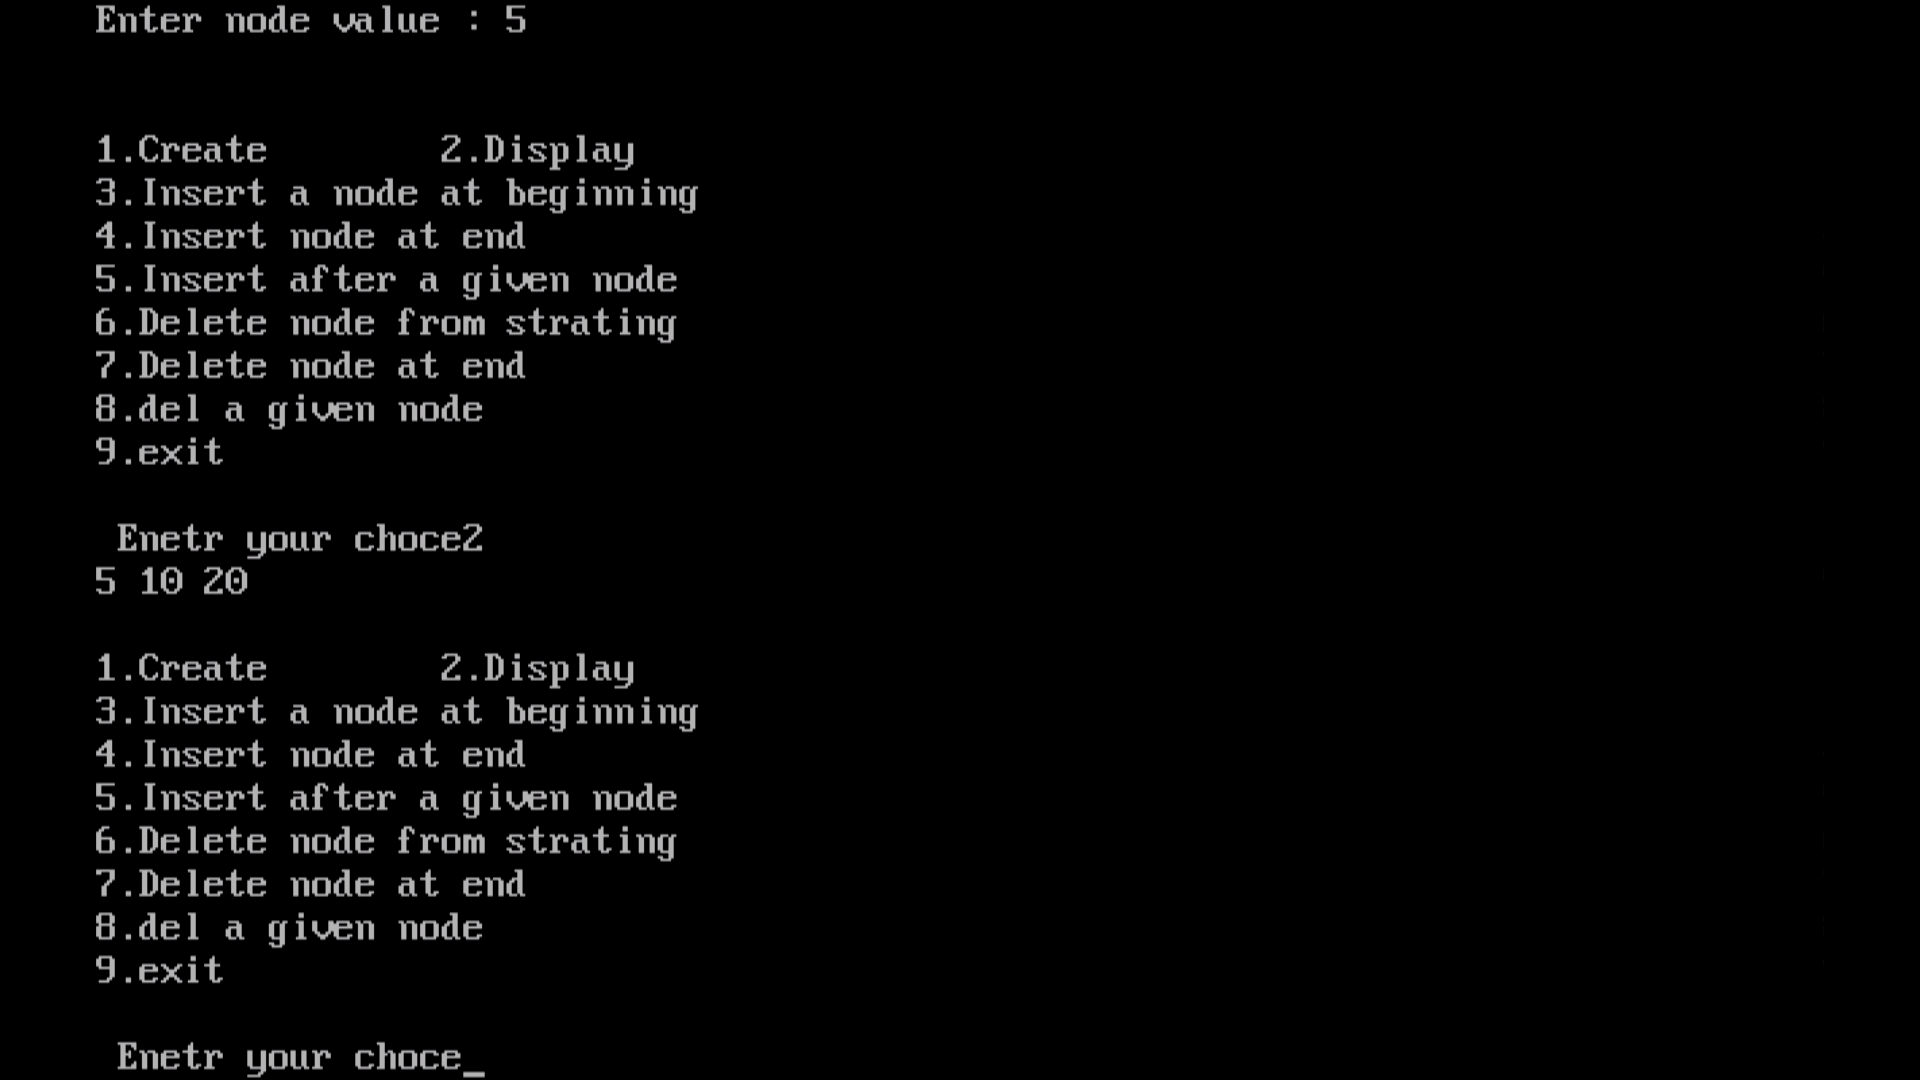 Enter node value : 5
1.Create        2.Display
3.Insert a node at beginning
4.Insert node at end
5.Insert after a given node
6.Delete node from strating
7.Delete node at end
8.del a given node
9.exit
Enetr your choce2
5 10 20
1.Create        2.Display
3.Insert a node at beginning
4.Insert node at end
5.Insert after a given node
6.Delete node from strating
7.Delete node at end
8.del a given node
9.exit
Enetr your choce_